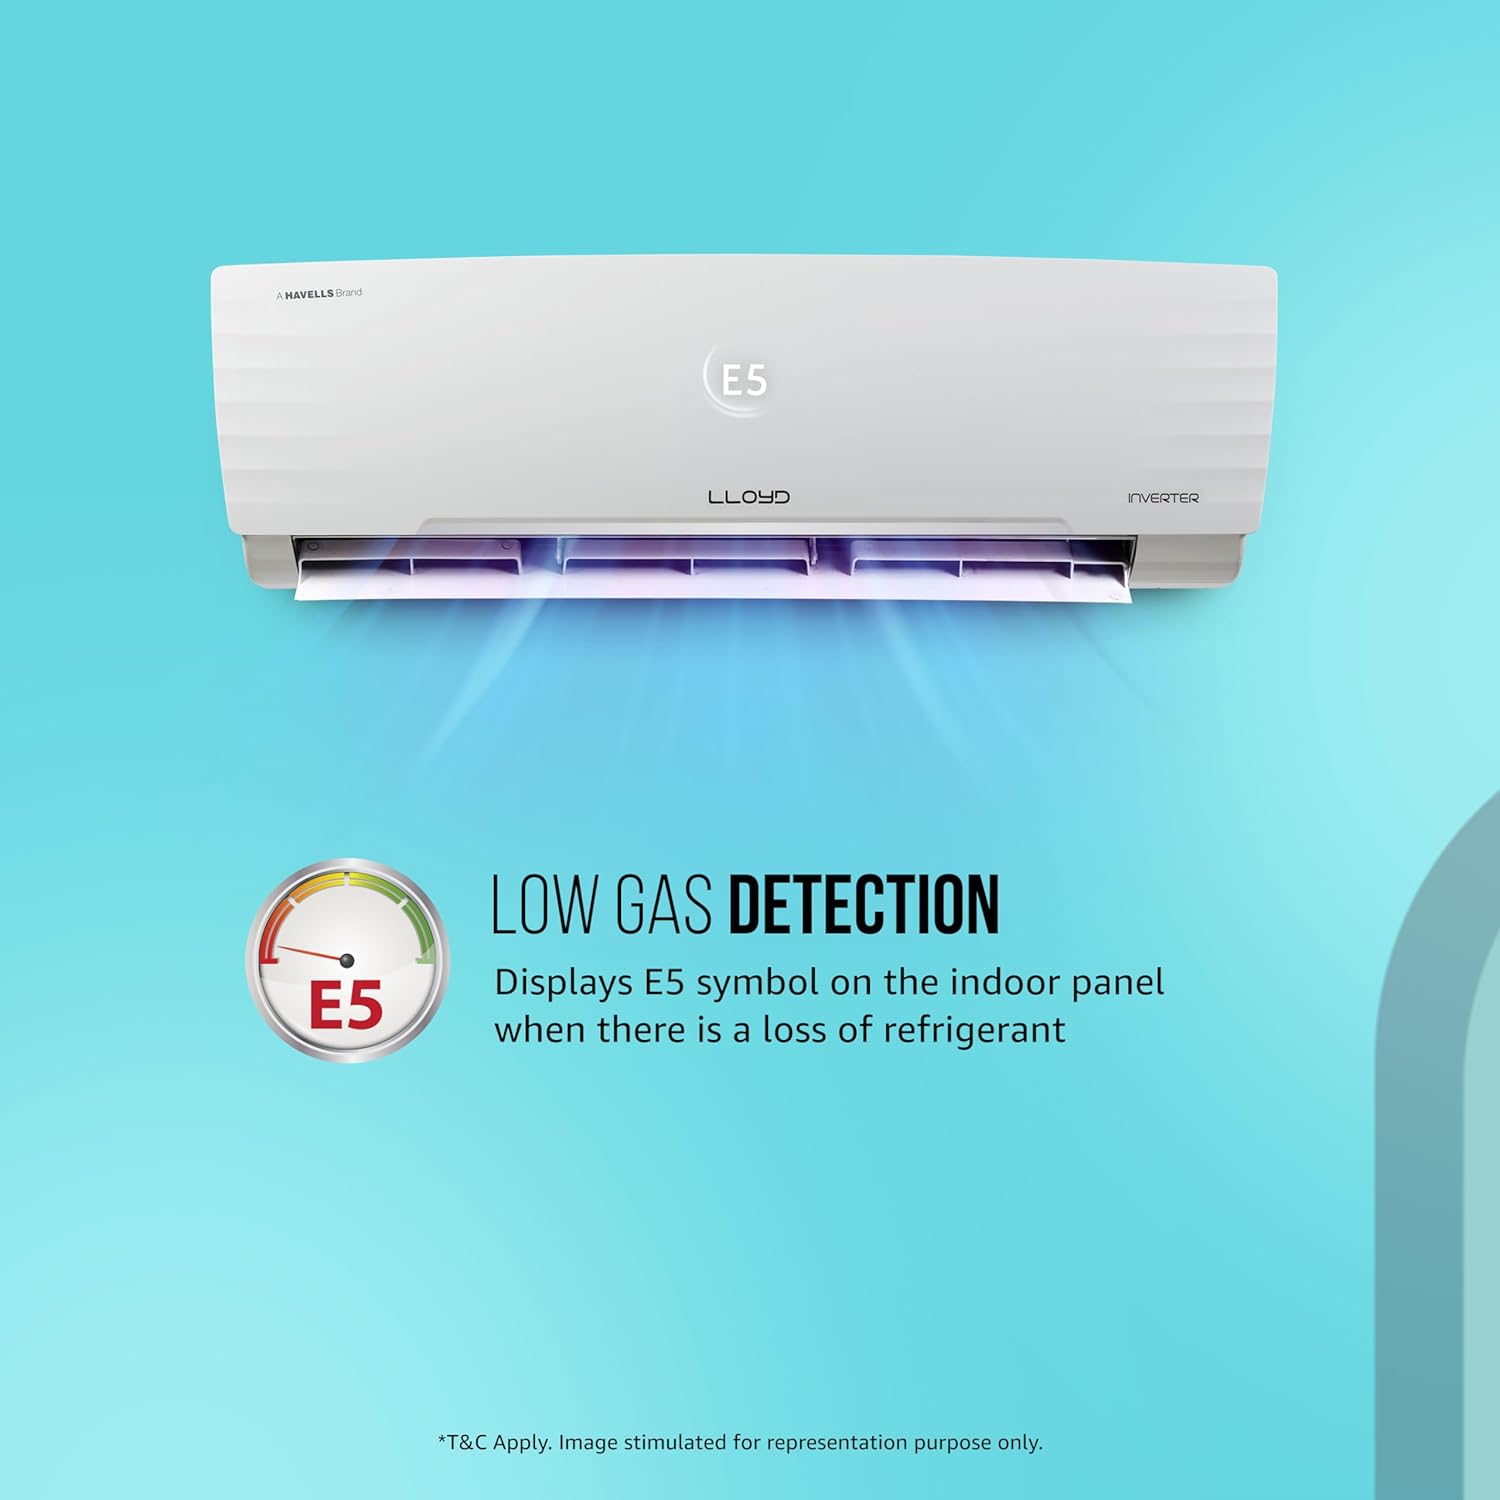 A HAVELLS Brand
E5
LLOYD
INVERTER
LOW GAS DETECTION
E5
Displays E5 symbol on the indoor panel
when there is a loss of refrigerant
*T&C Apply. Image stimulated for representation purpose only.